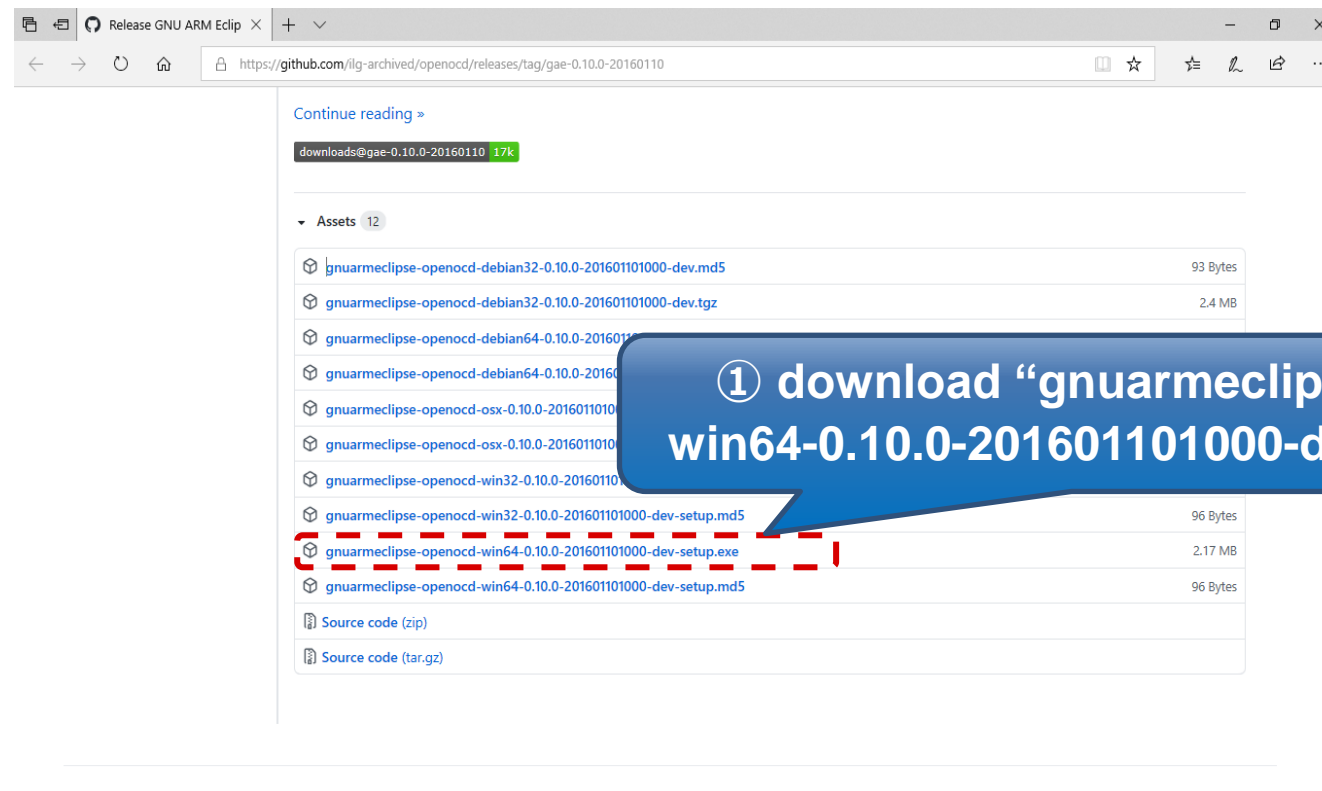 Release GNU ARM Eclip
https://github.com/ilg-archived/openocd/releases/tag/gae-0.10.0-20160110
Continue reading »
downloads@gae-0.10.0-20160110 17k
Assets 12
gnuarmeclipse-openocd-debian32-0.10.0-201601101000-dev.md5 93 Bytes
gnuarmeclipse-openocd-debian32-0.10.0-201601101000-dev.tgz 2.4 MB
gnuarmeclipse-openocd-debian64-0.10.0-201601
gnuarmeclipse-openocd-debian64-0.10.0-2016
gnuarmeclipse-openocd-osx-0.10.0-2016011010
gnuarmeclipse-openocd-osx-0.10.0-2016011010
gnuarmeclipse-openocd-win32-0.10.0-20160110
① download “gnuarmeclip
win64-0.10.0-201601101000-d
gnuarmeclipse-openocd-win32-0.10.0-201601101000-dev-setup.md5 96 Bytes
gnuarmeclipse-openocd-win64-0.10.0-201601101000-dev-setup.exe 2.17 MB
gnuarmeclipse-openocd-win64-0.10.0-201601101000-dev-setup.md5 96 Bytes
Source code (zip)
Source code (tar.gz)